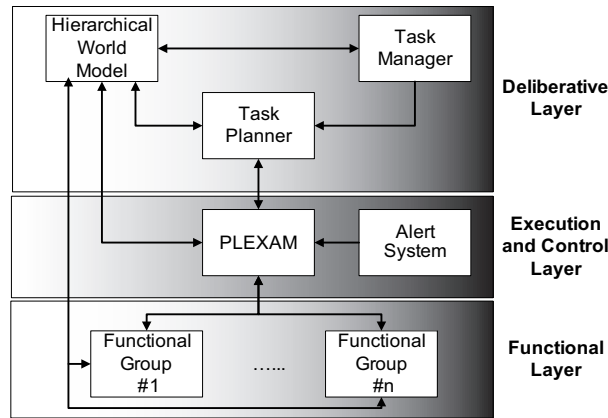 Hierarchical
World
Model
Task
Manager
Task
Planner
Deliberative
Layer
PLEXAM
Alert
System
Execution
and Control
Layer
Functional
Group
#1
…...
Functional
Group
#n
Functional
Layer